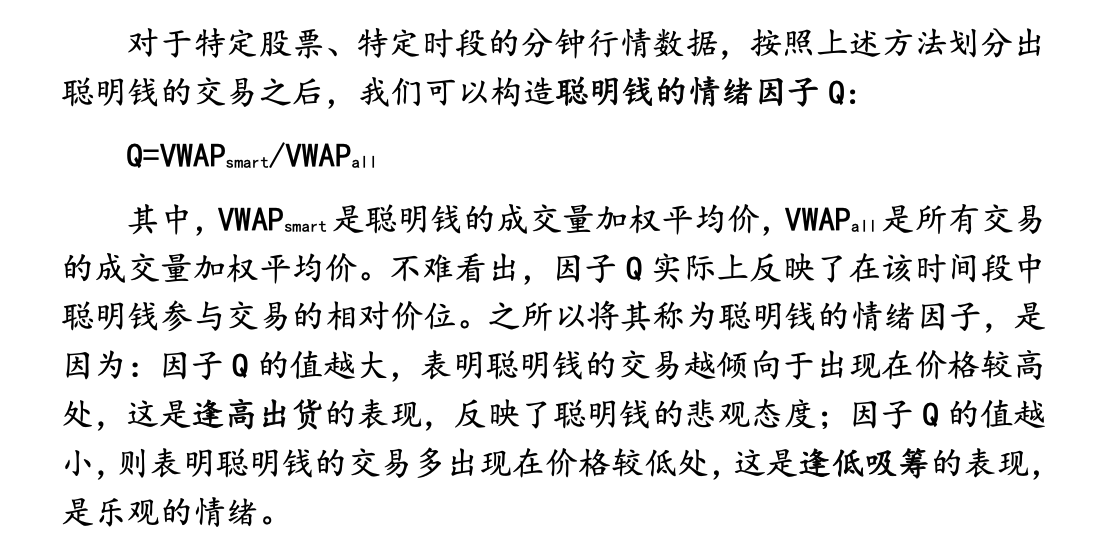 对于特定股票、特定时段的分钟行情数据，按照上述方法划分出
聪明钱的交易之后，我们可以构造聪明钱的情绪因子 Q：
Q=VWAPsmart/VWAPall
其中，VWAPsmart 是聪明钱的成交量加权平均价，VWAPall 是所有交易
的成交量加权平均价。不难看出，因子 Q 实际上反映了在该时间段中
聪明钱参与交易的相对价位。之所以将其称为聪明钱的情绪因子，是
因为：因子 Q 的值越大，表明聪明钱的交易越倾向于出现在价格较高
处，这是逢高出货的表现，反映了聪明钱的悲观态度；因子 Q 的值越
小，则表明聪明钱的交易多出现在价格较低处，这是逢低吸筹的表现，
是乐观的情绪。